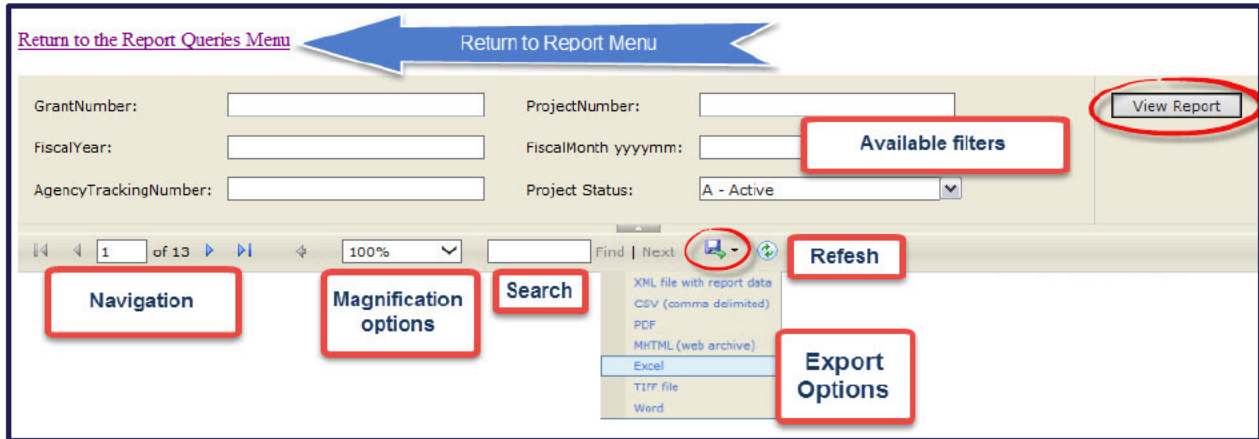 Return to the Report Queries Menu
Return to Report Menu
GrantNumber:
ProjectNumber:
View Report
FiscalYear:
FiscalMonth yyyymm:
Available filters
AgencyTrackingNumber:
Project Status:
A - Active
1 of 13
100%
Find | Next
Refesh
Navigation
Magnification
options
Search
XML file with report data
CSV (comma delimited)
PDF
MHTML (web archive)
Excel
TIFF file
Word
Export
Options